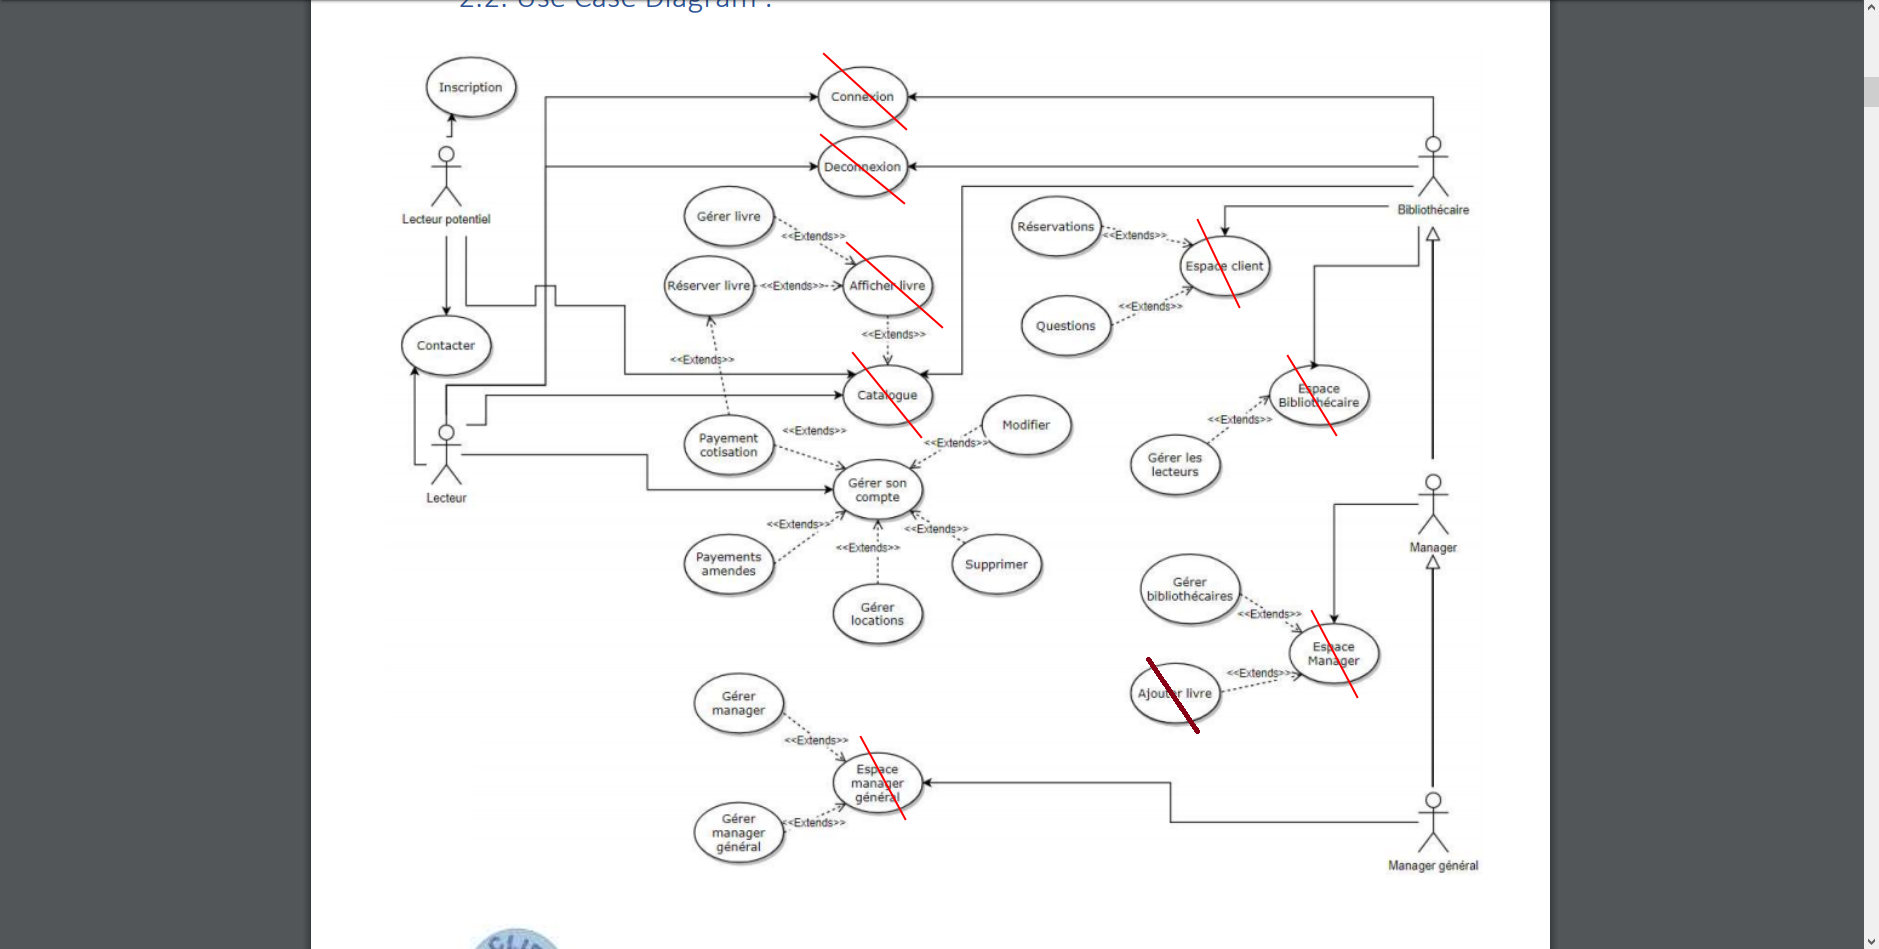 2.2. Use Case Diagram :
Inscription
Connexion
Lecteur potentiel
Deconnexion
Bibliothécaire
Gérer livre
<<Extends>>
Réserver livre
<<Extends>>
Afficher livre
<<Extends>>
Réservations
<<Extends>>
Espace client
Questions
<<Extends>>
Contacter
<<Extends>>
Catalogue
Espace
Bibliothécaire
<<Extends>>
Gérer les
lecteurs
Payement
cotisation
<<Extends>>
Modifier
<<Extends>>
Gérer son
compte
Lecteur
<<Extends>>
<<Extends>>
<<Extends>>
Payements
amendes
Supprimer
Gérer
locations
Manager
Gérer
bibliothécaires
<<Extends>>
Espace
Manager
Ajouter livre
<<Extends>>
Gérer
manager
<<Extends>>
Espace
manager
général
Gérer
manager
général
<<Extends>>
Manager général